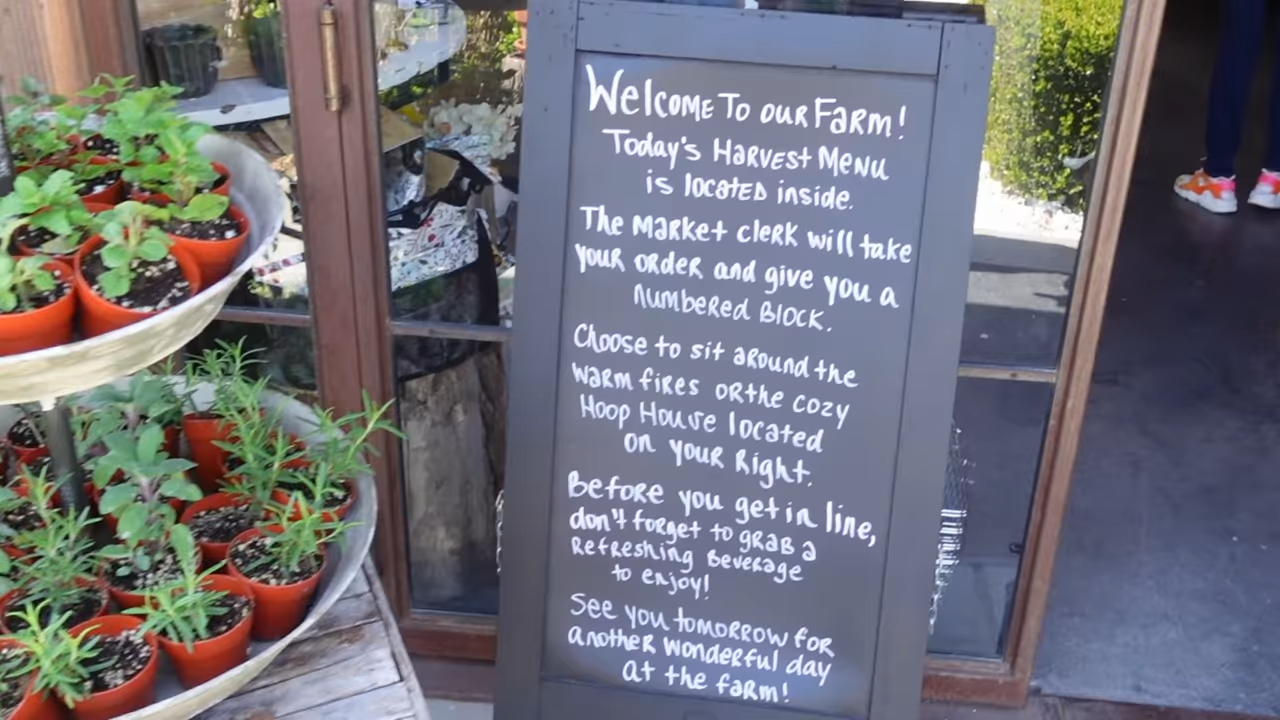 Welcome To our Farm!
Today's Harvest Menu
is located inside.
The Market clerk will take
your order and give you a
numbered Block.
Choose to sit around the
warm fires or the cozy
Hoop House located
on your Right.
Before you get in line,
don't forget to grab a
Refreshing Beverage
to enjoy!
See you tomorrow for
another wonderful day
at the farm!